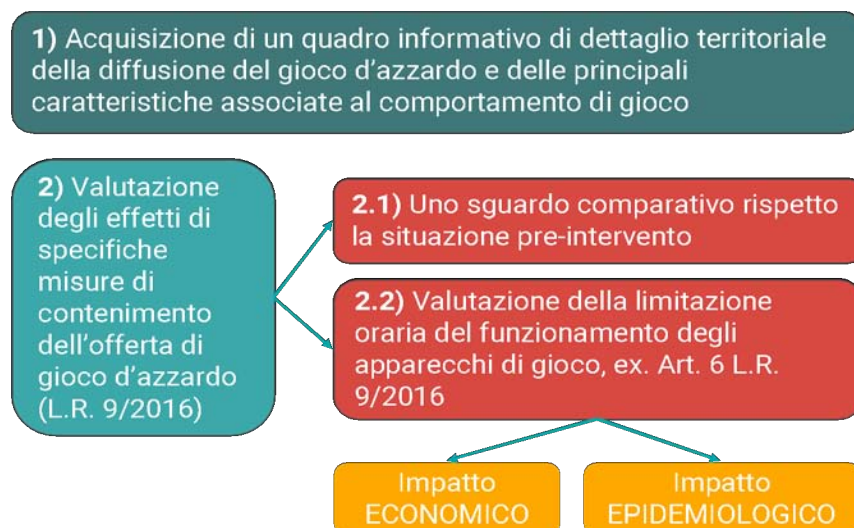 1) Acquisizione di un quadro informativo di dettaglio territoriale
della diffusione del gioco d'azzardo e delle principali
caratteristiche associate al comportamento di gioco
2) Valutazione
degli effetti di
specifiche
misure di
contenimento
dell'offerta di
gioco d'azzardo
(L.R. 9/2016)
2.1) Uno sguardo comparativo rispetto
la situazione pre-intervento
2.2) Valutazione della limitazione
oraria del funzionamento degli
apparecchi di gioco, ex. Art. 6 L.R.
9/2016
Impatto
ECONOMICO
Impatto
EPIDEMIOLOGICO